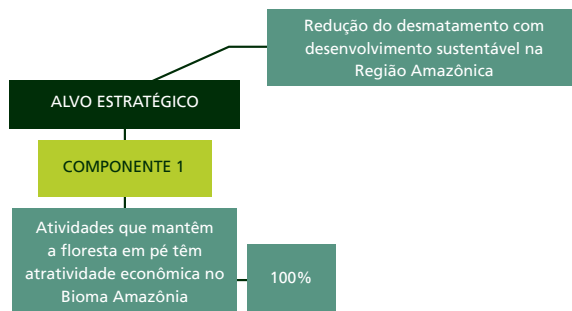 Redução do desmatamento com
desenvolvimento sustentável na
Região Amazônica
ALVO ESTRATÉGICO
COMPONENTE 1
Atividades que mantêm
a floresta em pé têm
atratividade econômica no
Bioma Amazônia
100%